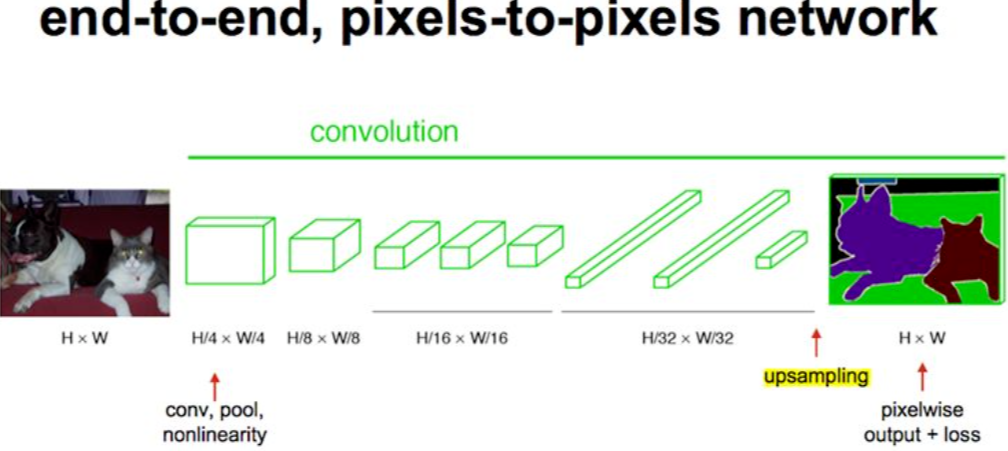 end-to-end, pixels-to-pixels network
convolution
H × W
H/4 × W/4
H/8 × W/8
H/16 × W/16
H/32 × W/32
H × W
upsampling
conv, pool,
nonlinearity
pixelwise
output + loss